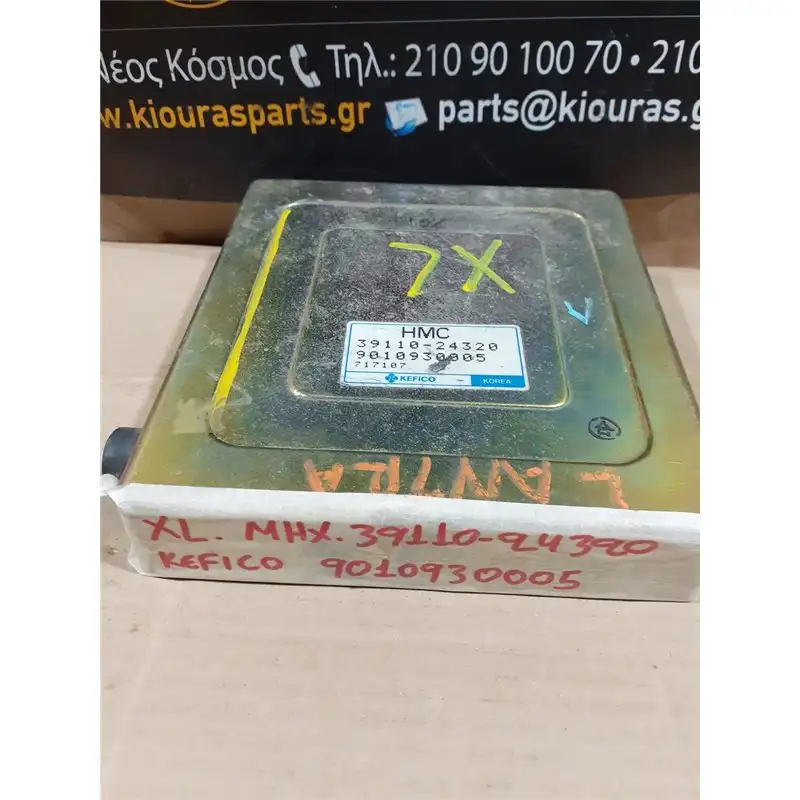 Νέος Κόσμος Τηλ.: 210 90 100 70 • 210
w.kiourasparts.gr parts@kiouras.g
7X
HMC
39110-24320
9010930005
717107
KEFICO KOREA
LANTRA
XL. MHX. 39110-24320
KEFICO 9010930005